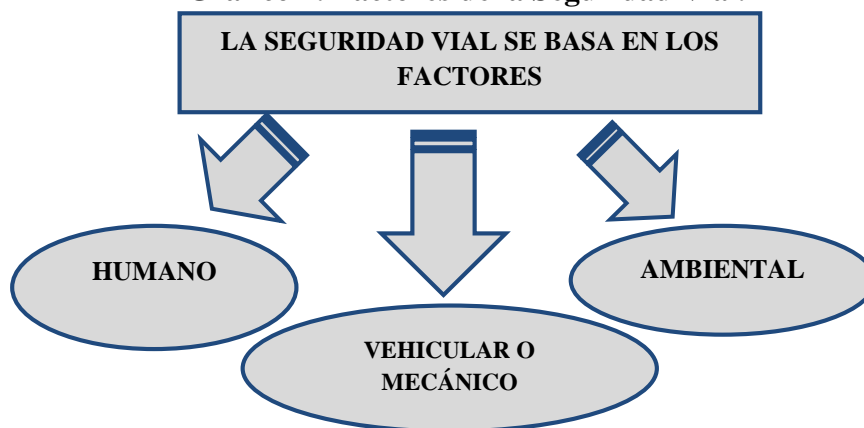 LA SEGURIDAD VIAL SE BASA EN LOS
FACTORES
HUMANO
AMBIENTAL
VEHICULAR O
MECÁNICO